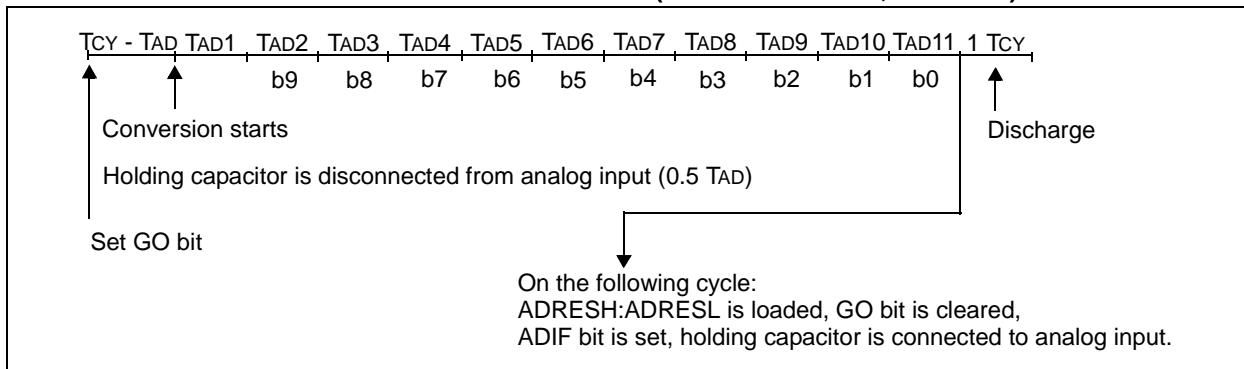 TCY - TAD TAD1 TAD2 TAD3 TAD4 TAD5 TAD6 TAD7 TAD8 TAD9 TAD10 TAD11 1 TCY
b9 b8 b7 b6 b5 b4 b3 b2 b1 b0
Conversion starts
Discharge
Holding capacitor is disconnected from analog input (0.5 TAD)
Set GO bit
On the following cycle:
ADRESH:ADRESL is loaded, GO bit is cleared,
ADIF bit is set, holding capacitor is connected to analog input.